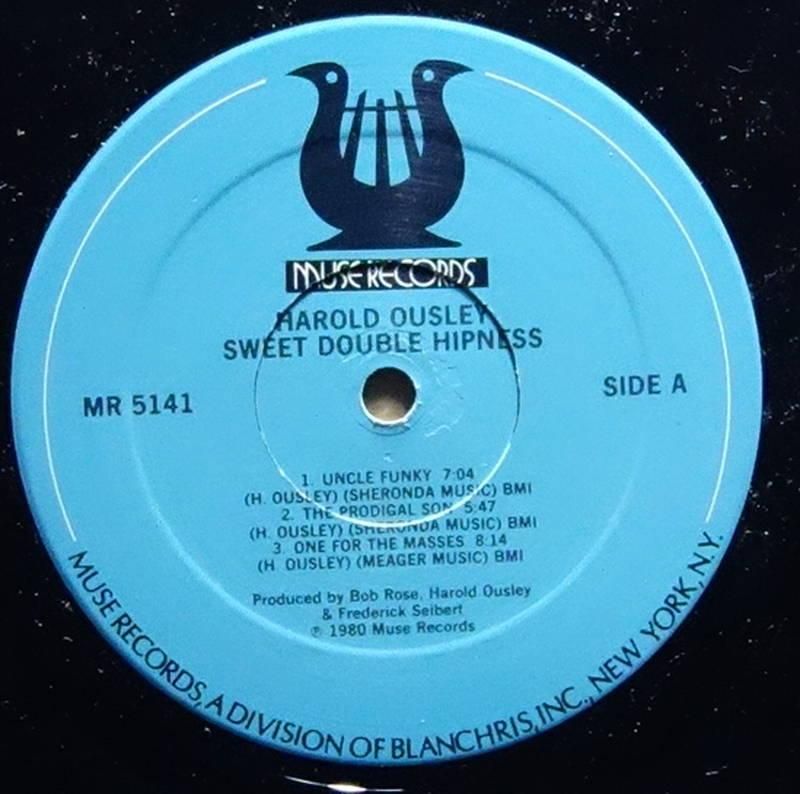 MUSE RECORDS
HAROLD OUSLEY
SWEET DOUBLE HIPNESS
MR 5141
SIDE A
1. UNCLE FUNKY 7:04
(H. OUSLEY) (SHERONDA MUSIC) BMI
2. THE PRODIGAL SON 5:47
(H. OUSLEY) (SHERONDA MUSIC) BMI
3. ONE FOR THE MASSES 8:14
(H. OUSLEY) (MEAGER MUSIC) BMI
Produced by Bob Rose, Harold Ousley
& Frederick Seibert
℗ 1980 Muse Records
MUSE RECORDS, A DIVISION OF BLANCHRIS, INC., NEW YORK, N.Y.